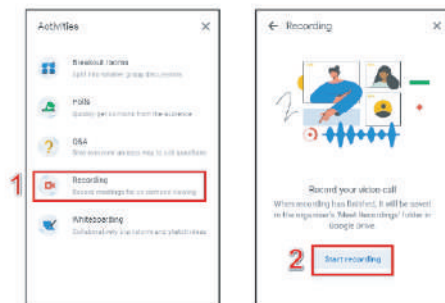 Activities
Breakout rooms
Split into smaller group discussions
Polls
Quickly get opinions from the audience
Q&A
Give everyone an easy way to ask questions
1
Recording
Record meetings for on demand viewing
Whiteboarding
Collaboratively brainstorm and sketch ideas
Recording
Record your video call
When recording has finished, it will be saved
in the organiser's 'Meet Recordings' folder in
Google Drive
2
Start recording